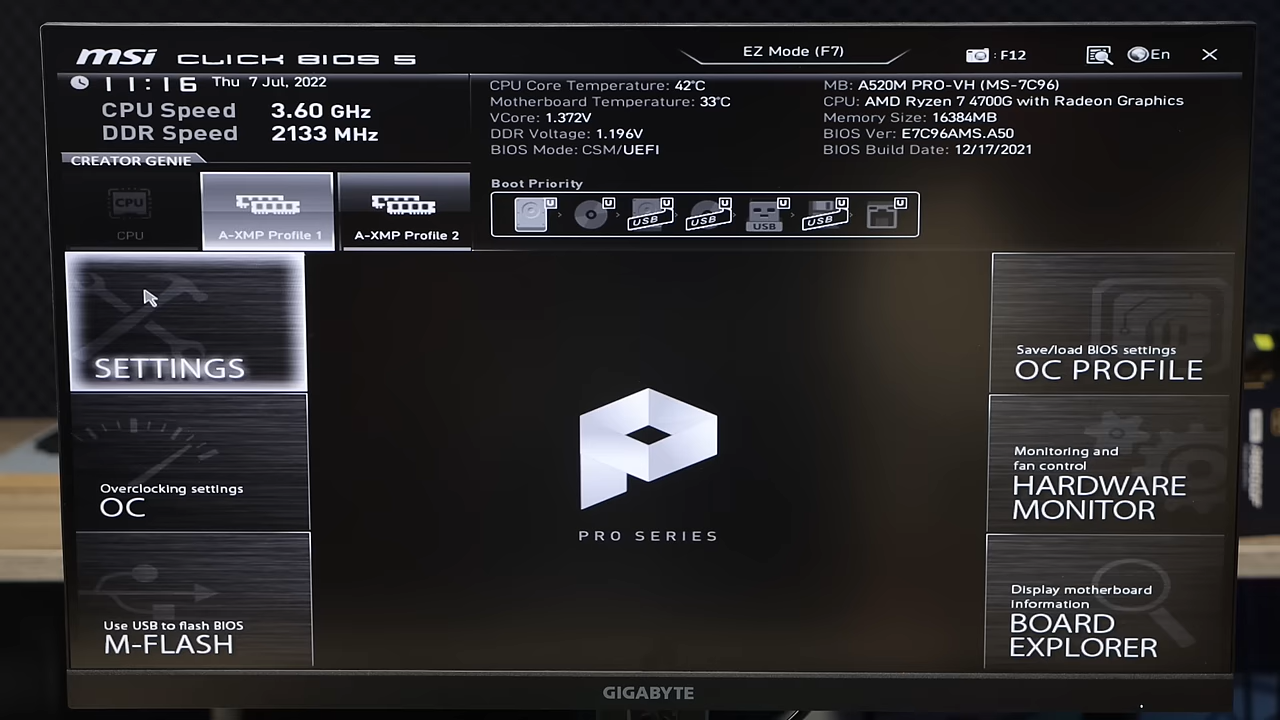 msi CLICK BIOS 5
EZ Mode (F7)
: F12
En
11:16 Thu 7 Jul, 2022
CPU Speed 3.60 GHz
DDR Speed 2133 MHz
CREATOR GENIE
CPU
CPU
A-XMP Profile 1
A-XMP Profile 2
CPU Core Temperature: 42°C
Motherboard Temperature: 33°C
VCore: 1.372V
DDR Voltage: 1.196V
BIOS Mode: CSM/UEFI
MB: A520M PRO-VH (MS-7C96)
CPU: AMD Ryzen 7 4700G with Radeon Graphics
Memory Size: 16384MB
BIOS Ver: E7C96AMS.A50
BIOS Build Date: 12/17/2021
Boot Priority
U U U U U U U
USB USB USB USB
SETTINGS
Overclocking settings
OC
Use USB to flash BIOS
M-FLASH
PRO SERIES
Save/load BIOS settings
OC PROFILE
Monitoring and
fan control
HARDWARE
MONITOR
Display motherboard
information
BOARD
EXPLORER
GIGABYTE